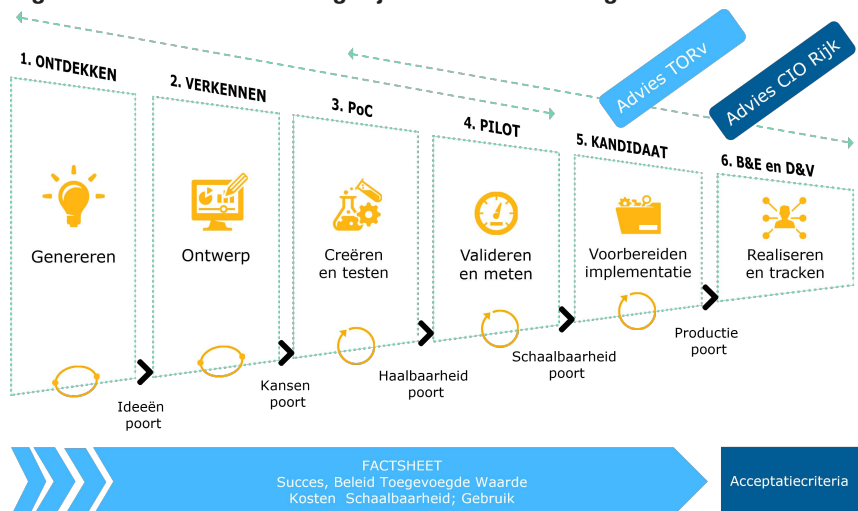 1. ONTDEKKEN
2. VERKENNEN
3. PoC
4. PILOT
5. KANDIDAAT
6. B&E en D&V
Advies TORv
Advies CIO Rijk
Genereren
Ontwerp
Creëren
en testen
Valideren
en meten
Voorbereiden
implementatie
Realiseren
en tracken
Ideeën
poort
Kansen
poort
Haalbaarheid
poort
Schaalbaarheid
poort
Productie
poort
FACTSHEET
Succes, Beleid Toegevoegde Waarde
Kosten Schaalbaarheid; Gebruik
Acceptatiecriteria